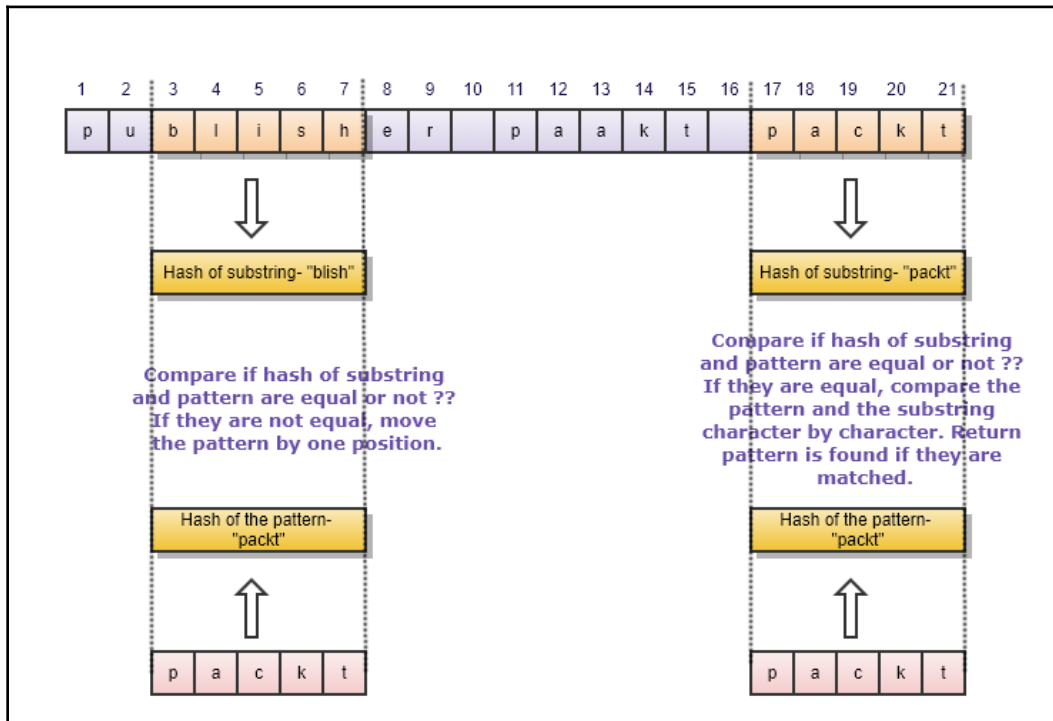 1 2 3 4 5 6 7 8 9 10 11 12 13 14 15 16 17 18 19 20 21
p u b l i s h e r p a a k t p a c k t
Hash of substring- "blish"
Hash of substring- "packt"
Compare if hash of substring
and pattern are equal or not ??
If they are not equal, move
the pattern by one position.
Compare if hash of substring
and pattern are equal or not ??
If they are equal, compare the
pattern and the substring
character by character. Return
pattern is found if they are
matched.
Hash of the pattern-
"packt"
Hash of the pattern-
"packt"
p a c k t
p a c k t